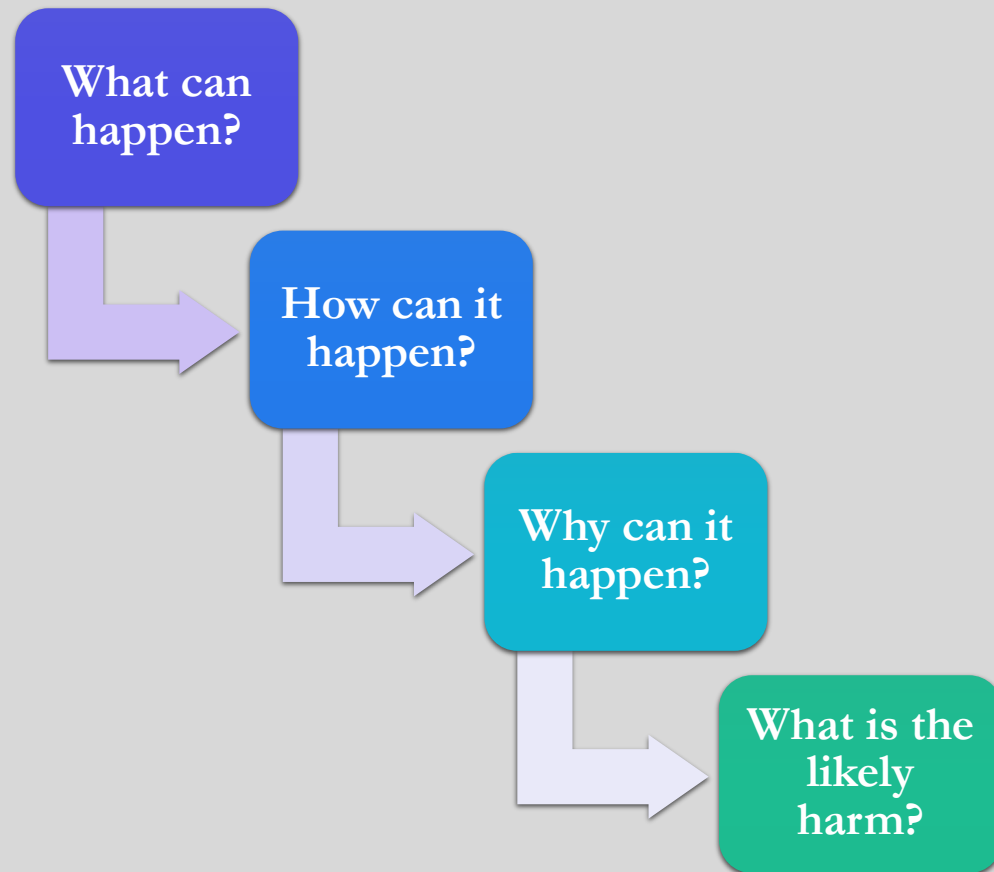 What can
happen?
How can it
happen?
Why can it
happen?
What is the
likely
harm?